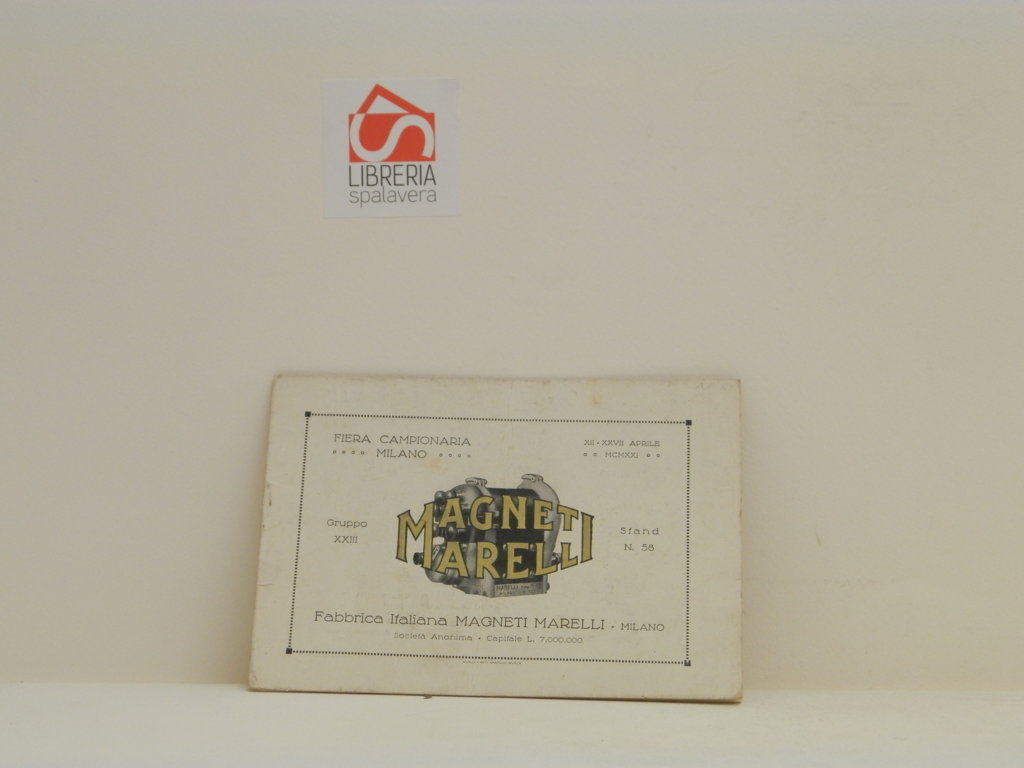 LIBRERIA
spalavera
FIERA CAMPIONARIA
MILANO
XII - XXVII APRILE
MCMXXI
MAGNETI
MARELLI
Gruppo
XXIII
Stand
N. 58
MARELLI
Fabbrica Italiana MAGNETI MARELLI - MILANO
Società Anonima - Capitale L. 7.000.000